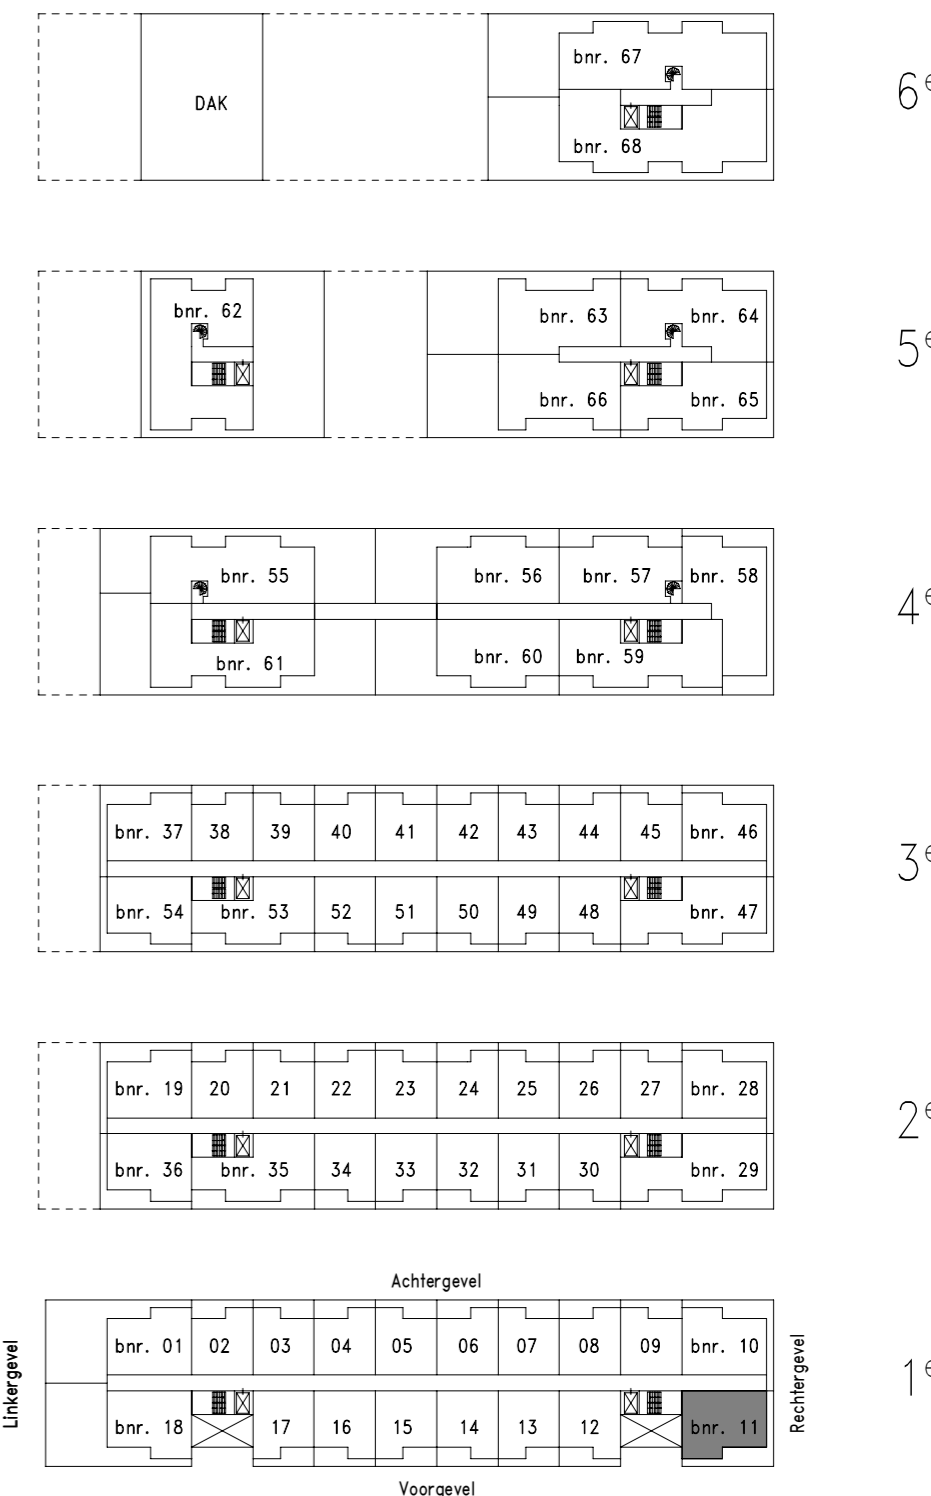 bnr. 67
6e
DAK
bnr. 68
bnr. 62
bnr. 63 bnr. 64
5e
bnr. 66 bnr. 65
bnr. 55 bnr. 56 bnr. 57 bnr. 58
4e
bnr. 61 bnr. 60 bnr. 59
bnr. 37 38 39 40 41 42 43 44 45 bnr. 46
3e
bnr. 54 bnr. 53 52 51 50 49 48 bnr. 47
bnr. 19 20 21 22 23 24 25 26 27 bnr. 28
2e
bnr. 36 bnr. 35 34 33 32 31 30 bnr. 29
Achtergevel
Linkergevel
bnr. 01 02 03 04 05 06 07 08 09 bnr. 10
Rechtergevel
1e
bnr. 18 17 16 15 14 13 12 bnr. 11
Voorgevel